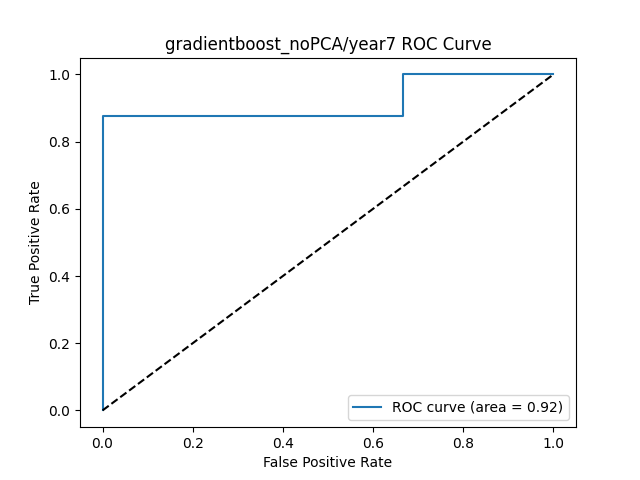 gradientboost_noPCA/year7 ROC Curve
True Positive Rate
1.0
0.8
0.6
0.4
0.2
0.0
0.0 0.2 0.4 0.6 0.8 1.0
False Positive Rate
ROC curve (area = 0.92)